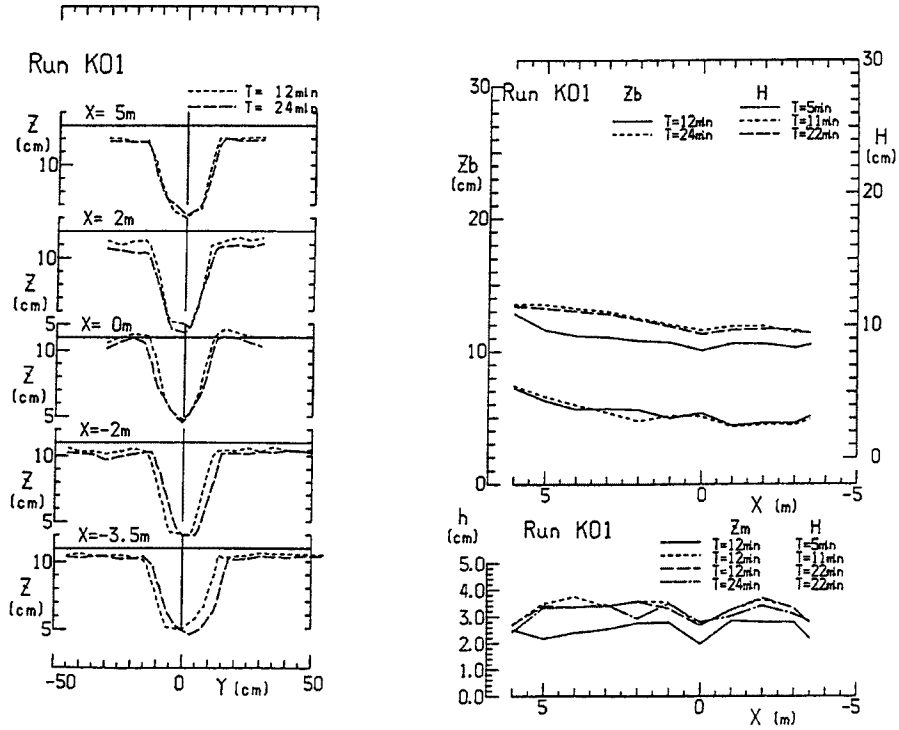 Run K01
T= 12min
T= 24min
X= 5m
Z
(cm)
10
X= 2m
10
Z
(cm)
5
X= 0m
10
Z
(cm)
5
X=-2m
10
Z
(cm)
5
X=-3.5m
10
Z
(cm)
5
-50
0
Y (cm)
50
30
Run K01
Zb
H
T=12min
T=24min
T=5min
T=11min
T=22min
30
H
(cm)
20
10
0
Zb
(cm)
20
10
0
5
0
X (m)
-5
h
(cm)
Run K01
Zm
H
T=12min
T=5min
T=12min
T=11min
T=12min
T=22min
T=24min
T=22min
5.0
4.0
3.0
2.0
1.0
0.0
5
0
X (m)
-5